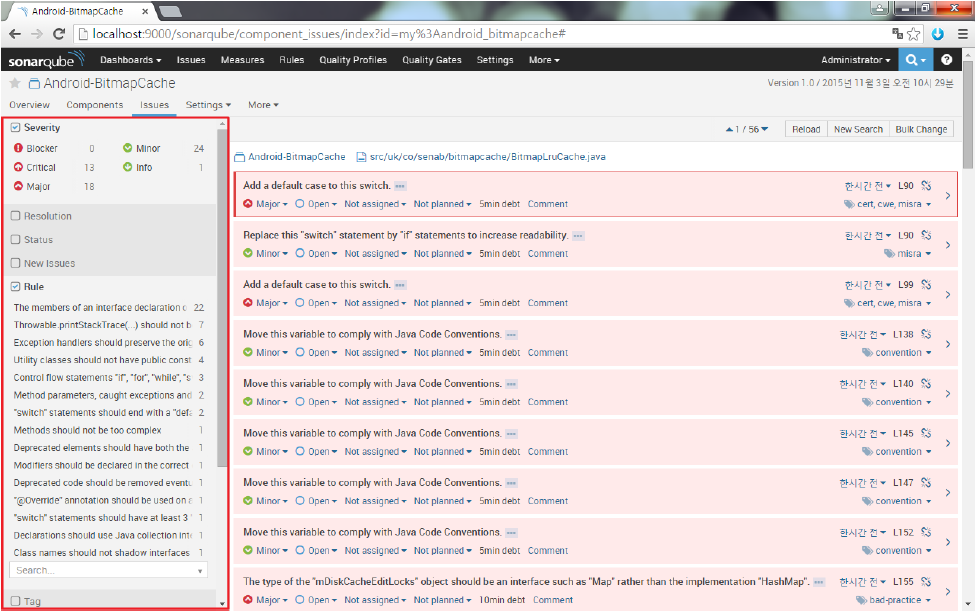 Android-BitmapCache
localhost:9000/sonarqube/component_issues/index?id=my%3Aandroid_bitmapcache#
sonarqube Dashboards Issues Measures Rules Quality Profiles Quality Gates Settings More Administrator ?
Android-BitmapCache Version 1.0 / 2015년 11월 3일 오전 10시 29분
Overview Components Issues Settings More
Severity
Blocker 0 Minor 24
Critical 13 Info 1
Major 18
Resolution
Status
New Issues
Rule
The members of an interface declaration 22
Throwable.printStackTrace(...) should not b 7
Exception handlers should preserve the orig 6
Utility classes should not have public const 4
Control flow statements "if", "for", "while", "s 3
Method parameters, caught exceptions and 2
"switch" statements should end with a "defa 2
Methods should not be too complex 1
Deprecated elements should have both the 1
Modifiers should be declared in the correct 1
Deprecated code should be removed eventu 1
"@Override" annotation should be used on a 1
"switch" statements should have at least 3 1
Declarations should use Java collection inte 1
Class names should not shadow interfaces 1
Search...
Tag
1 / 56 Reload New Search Bulk Change
Android-BitmapCache src/uk/co/senab/bitmapcache/BitmapLruCache.java
Add a default case to this switch. 한시간 전 L90
Major Open Not assigned Not planned 5min debt Comment cert, cwe, misra
Replace this "switch" statement by "if" statements to increase readability. 한시간 전 L90
Minor Open Not assigned Not planned 5min debt Comment misra
Add a default case to this switch. 한시간 전 L99
Major Open Not assigned Not planned 5min debt Comment cert, cwe, misra
Move this variable to comply with Java Code Conventions. 한시간 전 L138
Minor Open Not assigned Not planned 5min debt Comment convention
Move this variable to comply with Java Code Conventions. 한시간 전 L140
Minor Open Not assigned Not planned 5min debt Comment convention
Move this variable to comply with Java Code Conventions. 한시간 전 L145
Minor Open Not assigned Not planned 5min debt Comment convention
Move this variable to comply with Java Code Conventions. 한시간 전 L147
Minor Open Not assigned Not planned 5min debt Comment convention
Move this variable to comply with Java Code Conventions. 한시간 전 L152
Minor Open Not assigned Not planned 5min debt Comment convention
The type of the "mDiskCacheEditLocks" object should be an interface such as "Map" rather than the implementation "HashMap". 한시간 전 L155
Major Open Not assigned Not planned 10min debt Comment bad-practice